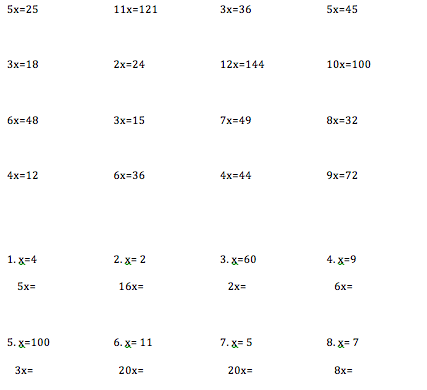 5x=25 11x=121 3x=36 5x=45
3x=18 2x=24 12x=144 10x=100
6x=48 3x=15 7x=49 8x=32
4x=12 6x=36 4x=44 9x=72
1. x=4 2. x= 2 3. x=60 4. x=9
5x= 16x= 2x= 6x=
5. x=100 6. x= 11 7. x= 5 8. x= 7
3x= 20x= 20x= 8x=